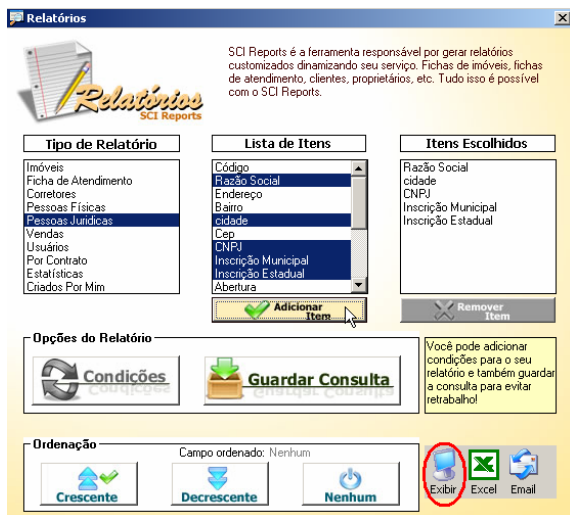 Relatórios
SCI Reports é a ferramenta responsável por gerar relatórios
customizados dinamizando seu serviço. Fichas de imóveis, fichas
de atendimento, clientes, proprietários, etc. Tudo isso é possível
com o SCI Reports.
Relatórios
SCI Reports
Tipo de Relatório
Imóveis
Ficha de Atendimento
Corretores
Pessoas Físicas
Pessoas Juridicas
Vendas
Usuários
Por Contrato
Estatísticas
Criados Por Mim
Lista de Itens
Código
Razão Social
Endereço
Bairro
cidade
Cep
CNPJ
Inscrição Municipal
Inscrição Estadual
Abertura
Adicionar
Item
Itens Escolhidos
Razão Social
cidade
CNPJ
Inscrição Municipal
Inscrição Estadual
Remover
Item
Opções do Relatório
Condições
Guardar Consulta
Você pode adicionar
condições para o seu
relatório e também guardar
a consulta para evitar
retrabalho!
Ordenação
Campo ordenado: Nenhum
Crescente
Decrescente
Nenhum
Exibir
Excel
Email